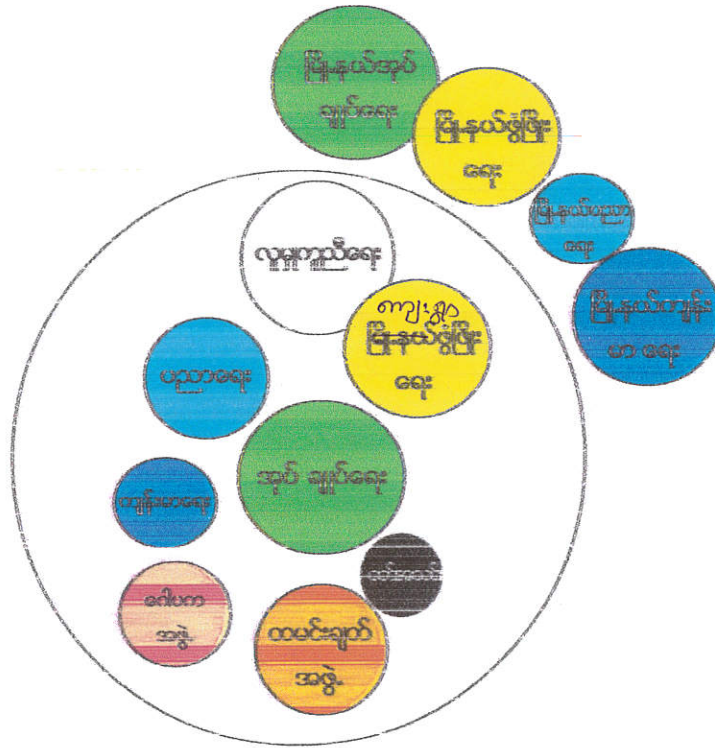 မြို့နယ်အုပ်
ချုပ်ရေး
မြို့နယ်ဖွံ့ဖြိုး
ရေး
မြို့နယ်ပညာ
ရေး
မြို့နယ်ကျန်း
မာ ရေး
လူမှုကူညီရေး
ကျေးရွာ
မြို့နယ်ဖွံ့ဖြိုး
ရေး
ပညာရေး
အုပ် ချုပ်ရေး
ကျန်းမာရေး
ဂေါပက
အဖွဲ့
ထမင်းချက်
အဖွဲ့